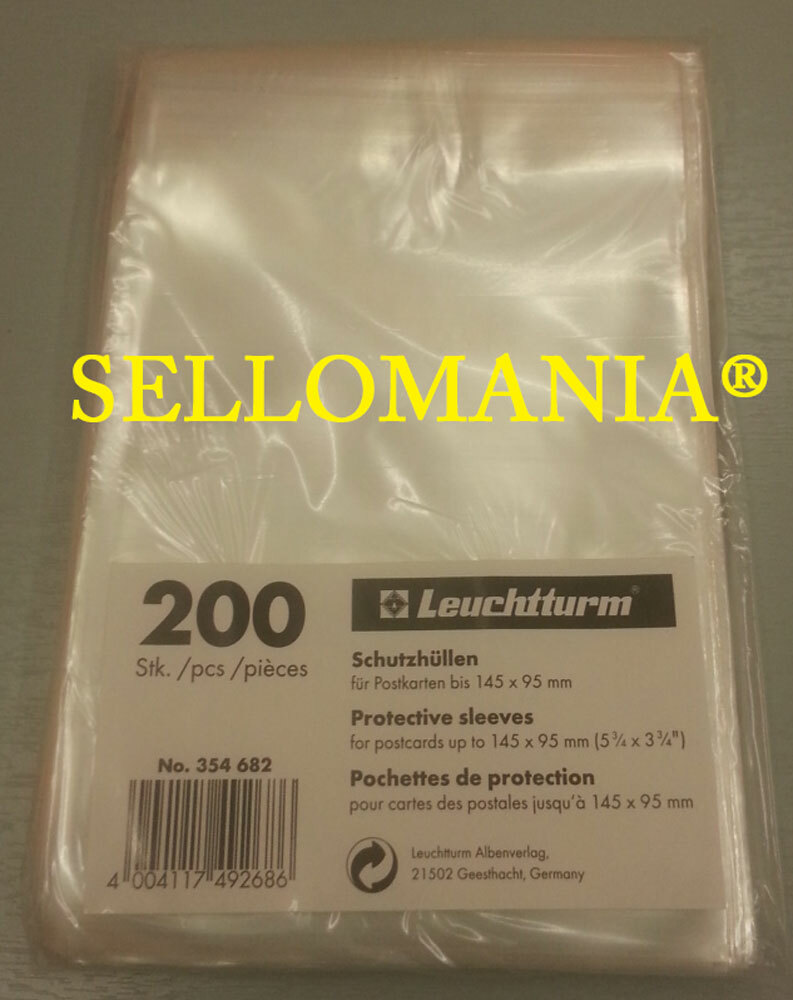 SELLOMANIA®
200
Stk. /pcs /pièces
No. 354 682
4 004117 492686
Leuchtturm®
Schutzhüllen
für Postkarten bis 145 x 95 mm
Protective sleeves
for postcards up to 145 x 95 mm (5 ¾ x 3 ¾")
Pochettes de protection
pour cartes des postales jusqu'à 145 x 95 mm
Leuchtturm Albenverlag,
21502 Geesthacht, Germany